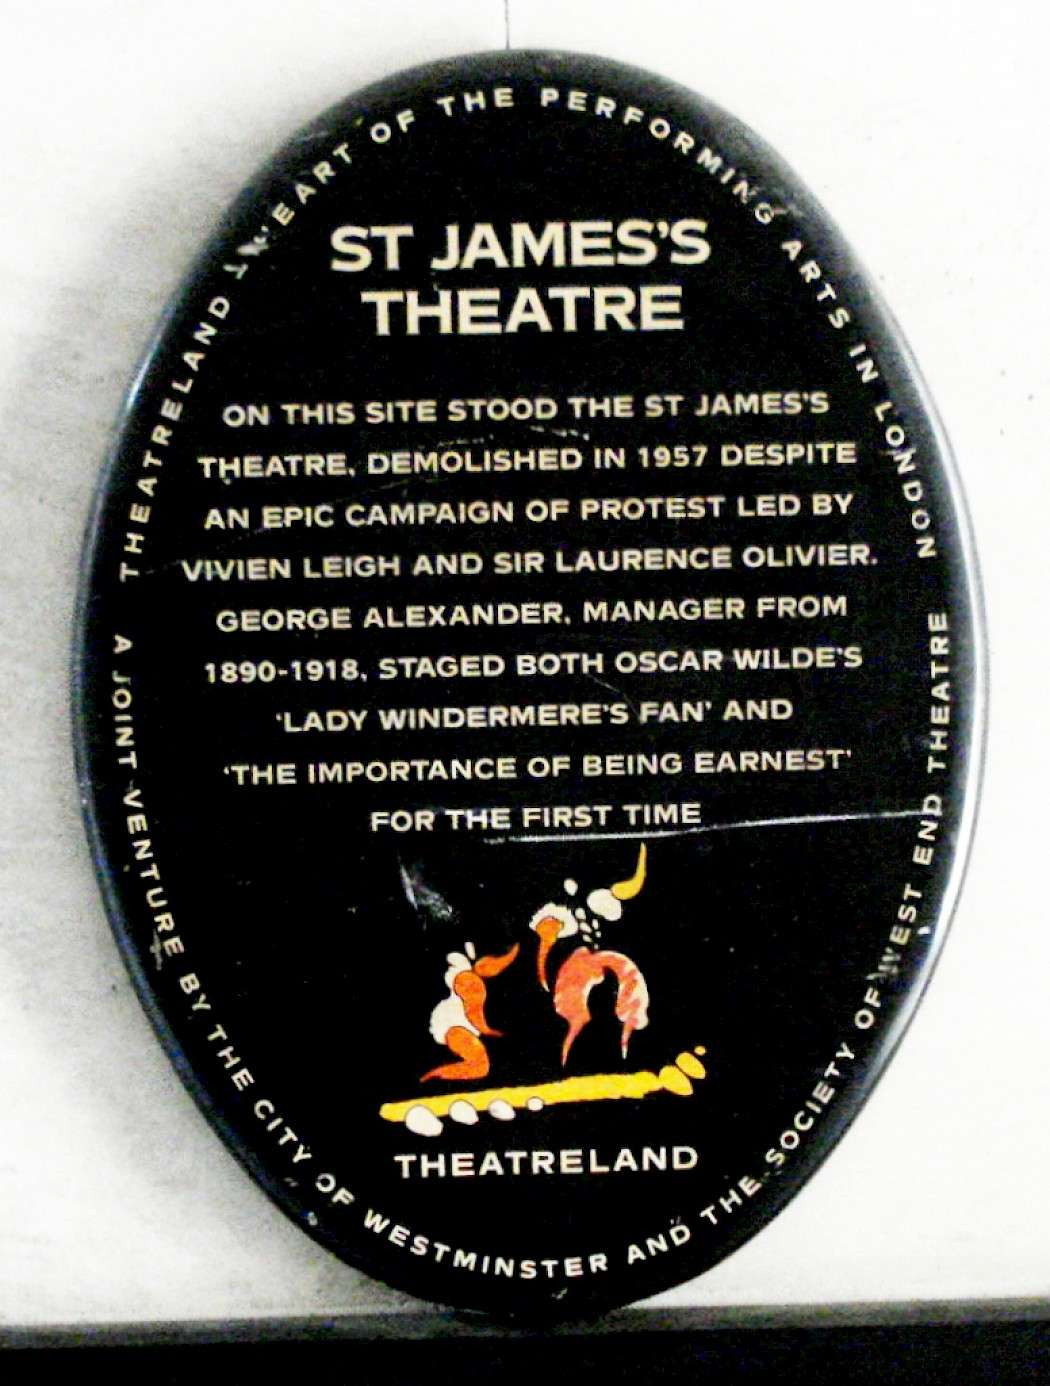 THEATRELAND THE HEART OF THE PERFORMING ARTS IN LONDON
ST JAMES'S
THEATRE
ON THIS SITE STOOD THE ST JAMES'S
THEATRE, DEMOLISHED IN 1957 DESPITE
AN EPIC CAMPAIGN OF PROTEST LED BY
VIVIEN LEIGH AND SIR LAURENCE OLIVIER.
GEORGE ALEXANDER, MANAGER FROM
1890-1918, STAGED BOTH OSCAR WILDE'S
'LADY WINDERMERE'S FAN' AND
'THE IMPORTANCE OF BEING EARNEST'
FOR THE FIRST TIME
THEATRELAND
A JOINT VENTURE BY THE CITY OF WESTMINSTER AND THE SOCIETY OF WEST END THEATRE